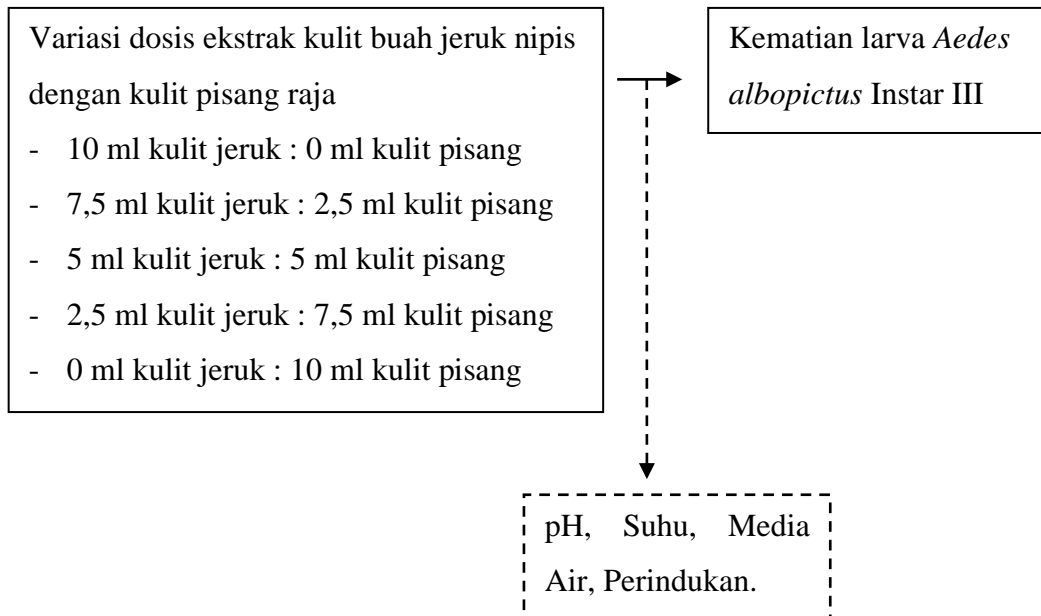 Variasi dosis ekstrak kulit buah jeruk nipis
dengan kulit pisang raja
- 10 ml kulit jeruk : 0 ml kulit pisang
- 7,5 ml kulit jeruk : 2,5 ml kulit pisang
- 5 ml kulit jeruk : 5 ml kulit pisang
- 2,5 ml kulit jeruk : 7,5 ml kulit pisang
- 0 ml kulit jeruk : 10 ml kulit pisang
Kematian larva Aedes
albopictus Instar III
pH, Suhu, Media
Air, Perindukan.